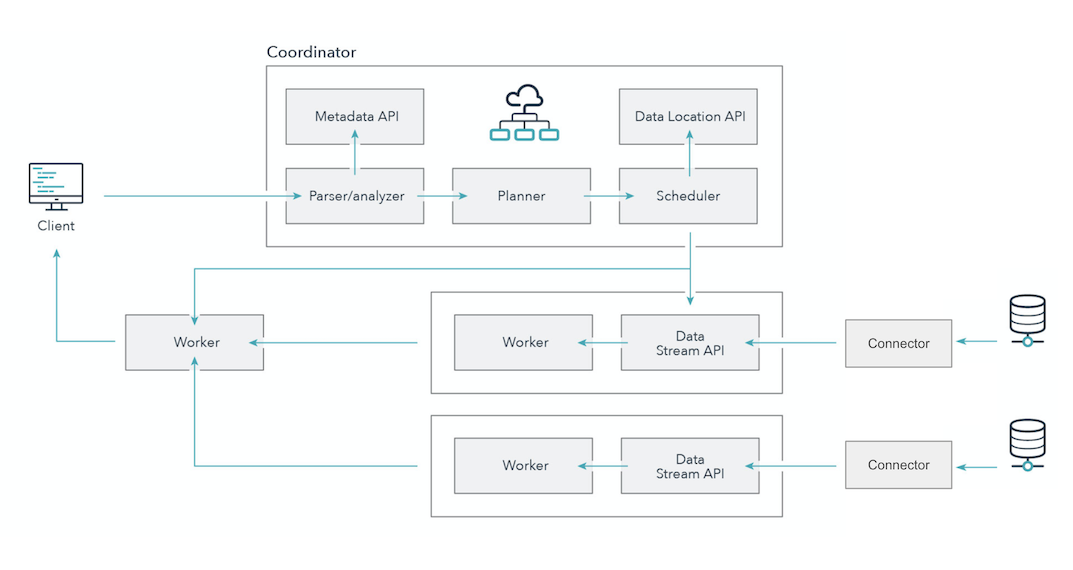 Coordinator
Metadata API
Data Location API
Parser/analyzer
Planner
Scheduler
Client
Worker
Worker
Data
Stream API
Connector
Worker
Data
Stream API
Connector